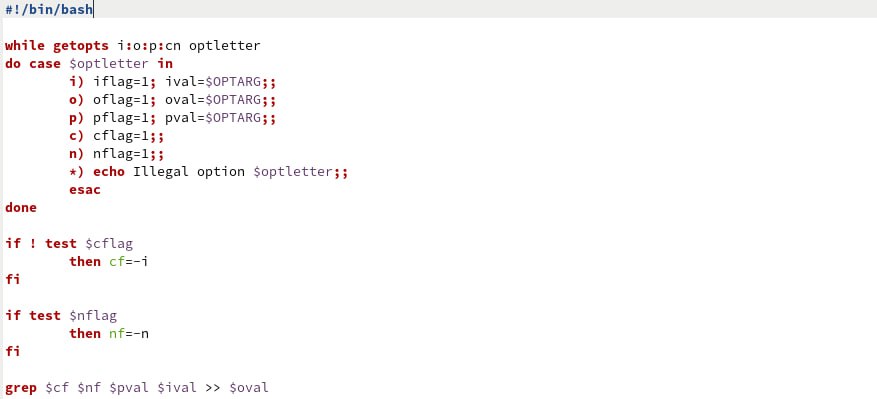 #!/bin/bash
while getopts i:o:p:cn optletter
do case $optletter in
i) iflag=1; ival=$OPTARG;;
o) oflag=1; oval=$OPTARG;;
p) pflag=1; pval=$OPTARG;;
c) cflag=1;;
n) nflag=1;;
*) echo Illegal option $optletter;;
esac
done
if ! test $cflag
then cf=-i
fi
if test $nflag
then nf=-n
fi
grep $cf $nf $pval $ival >> $oval